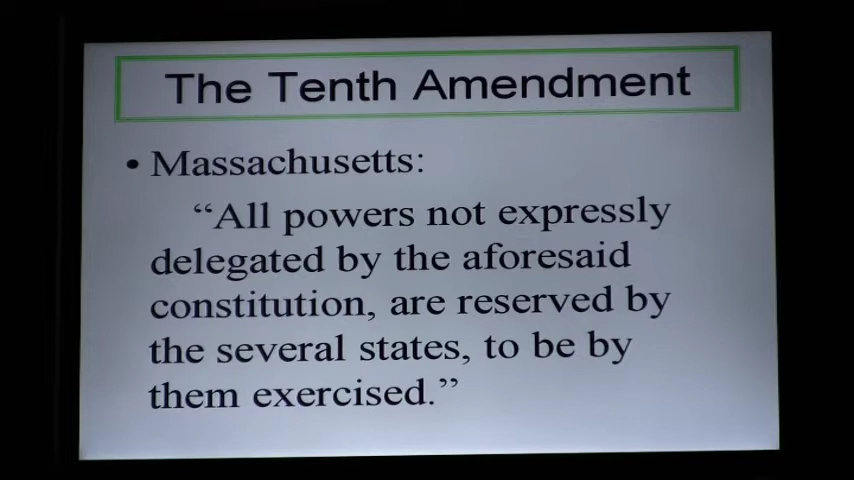 The Tenth Amendment
• Massachusetts:
“All powers not expressly
delegated by the aforesaid
constitution, are reserved by
the several states, to be by
them exercised.”